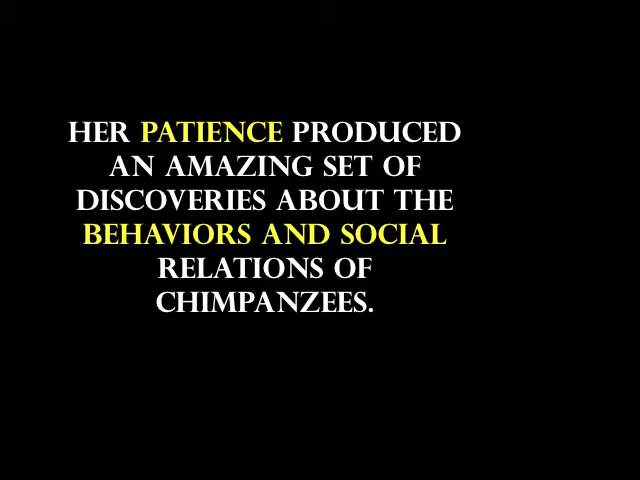 HER PATIENCE PRODUCED
AN AMAZING SET OF
DISCOVERIES ABOUT THE
BEHAVIORS AND SOCIAL
RELATIONS OF
CHIMPANZEES.